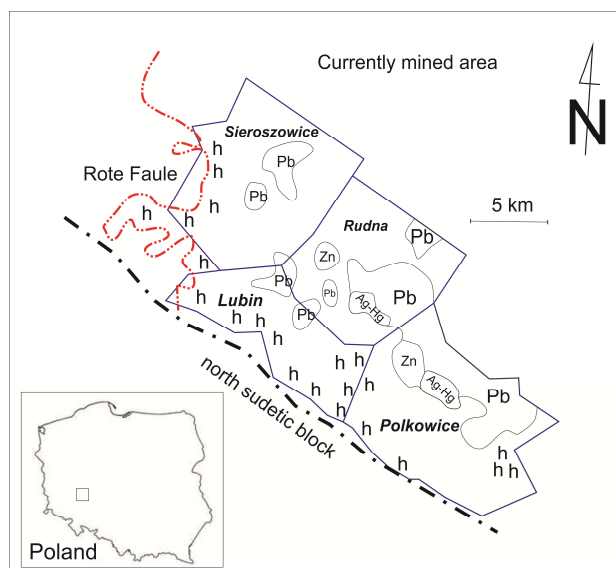 Currently mined area
N
Sieroszowice
h
Pb
h
Rote Faule
Pb
h
h
h
5 km
Rudna
Pb
Zn
h
Pb
Pb
Pb
h
Lubin
Ag-Hg
h
Pb
h
h
h
h
h
Zn
h
h
Ag-Hg
Pb
h
h
h
north sudetic block
h
Polkowice
h
h
h
h
h
Poland